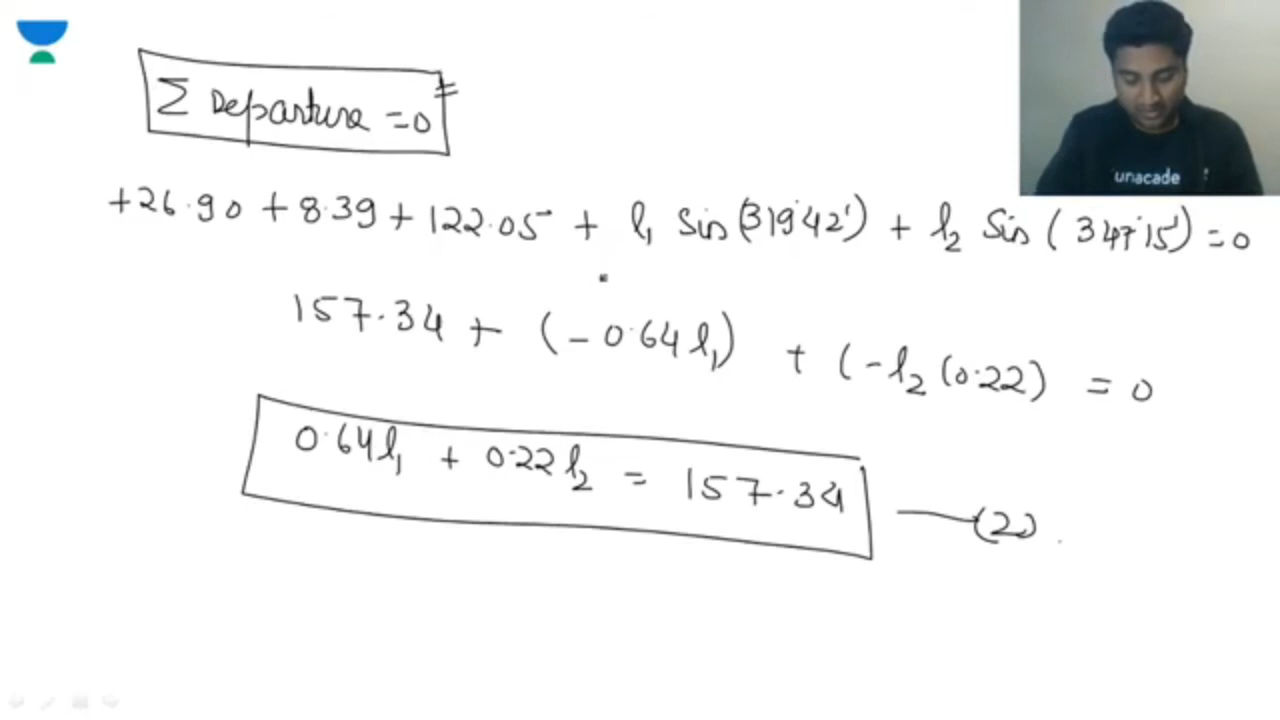 Σ Departure = 0
unacade
+26.90 + 8.39 + 122.05 + l₁ Sin (319°42') + l₂ Sin (347°15') = 0
157.34 + (-0.64 l₁) + (-l₂ (0.22) = 0
0.64 l₁ + 0.22 l₂ = 157.34 —(2).